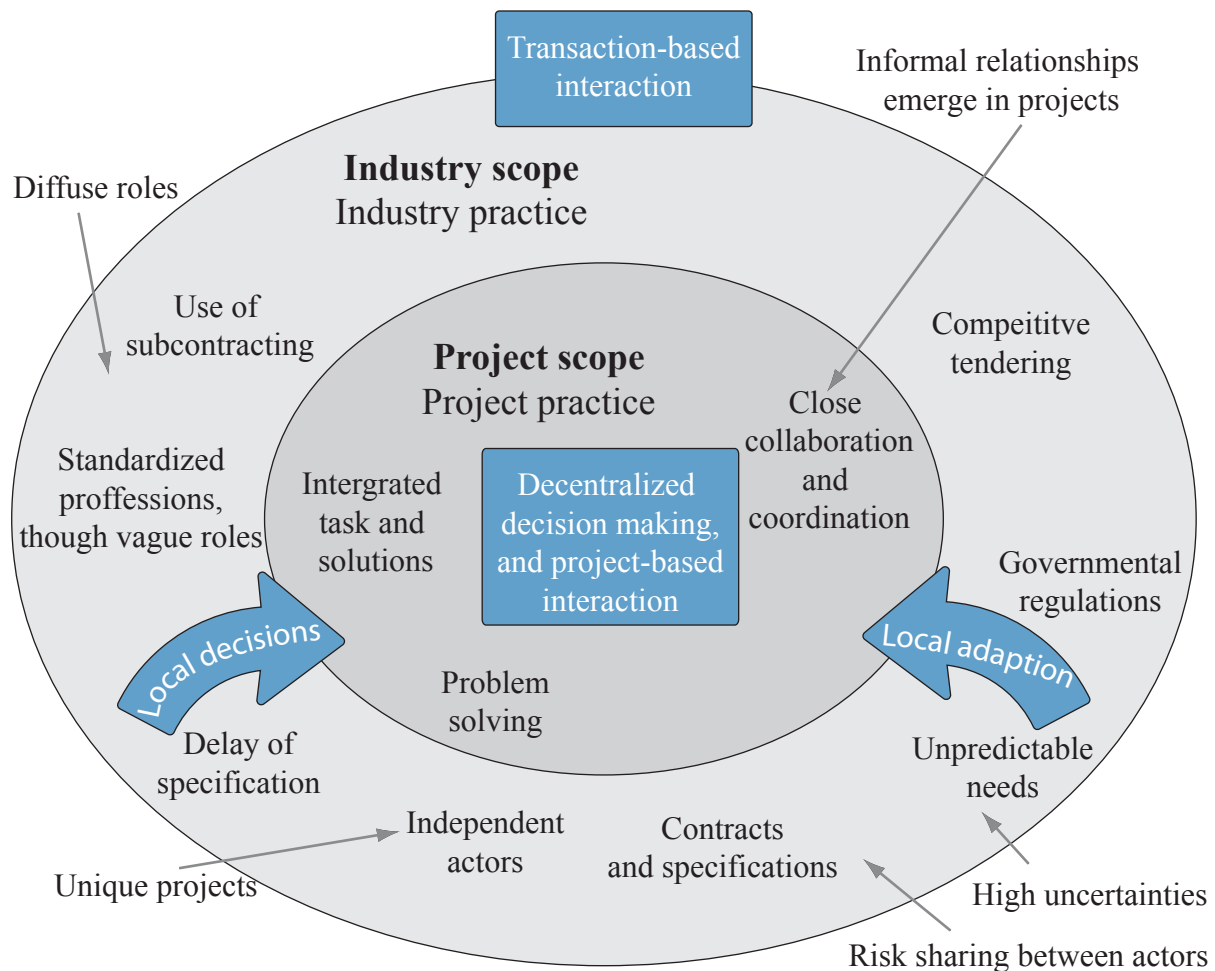 Transaction-based
interaction
Informal relationships
emerge in projects
Industry scope
Industry practice
Diffuse roles
Use of
subcontracting
Compeititve
tendering
Project scope
Project practice
Close
collaboration
and
coordination
Standardized
proffessions,
though vague roles
Intergrated
task and
solutions
Decentralized
decision making,
and project-based
interaction
Governmental
regulations
Local decisions
Local adaption
Problem
solving
Delay of
specification
Unpredictable
needs
Independent
actors
Contracts
and specifications
Unique projects
High uncertainties
Risk sharing between actors